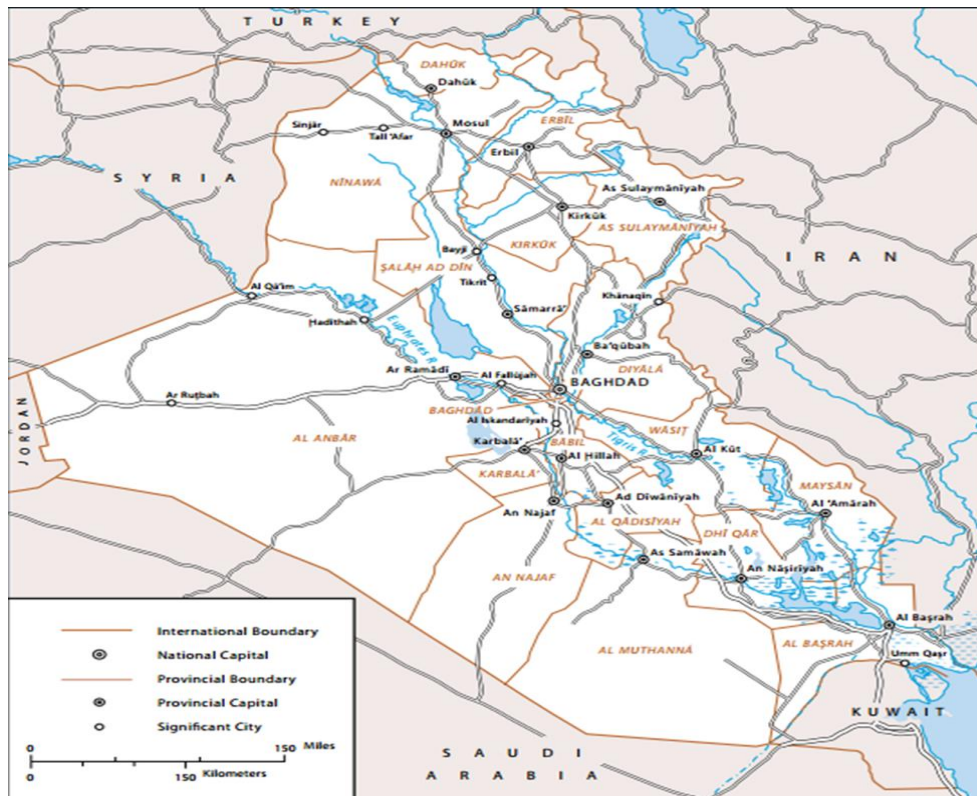 TURKEY
DAHŪK
Dahūk
ERBĪL
Sinjār
Tall 'Afar
Mosul
Erbil
SYRIA
NĪNAWÁ
As Sulaymānīyah
Kirkūk
AS SULAYMĀNĪYAH
KIRKŪK
Bayjī
IRAN
ṢALĀḤ AD DĪN
Tikrīt
Al Qā'im
Khānaqīn
Sāmarrā'
Ḥadīthah
Euphrates R.
Ba'qūbah
Ar Ramādī
Al Fallūjah
DIYĀLÁ
BAGHDAD
Ar Ruṭbah
JORDAN
BAGHDĀD
Al Iskandarīyah
WĀSIṬ
AL ANBĀR
Karbalā'
BĀBIL
Tigris R.
Al Ḥillah
Al Kūt
KARBALĀ'
MAYSĀN
An Najaf
Ad Dīwānīyah
Al 'Amārah
AL QĀDISĪYAH
DHĪ QĀR
As Samāwah
AN NAJAF
An Nāṣirīyah
Al Baṣrah
AL MUTHANNÁ
AL BAṢRAH
Umm Qaṣr
KUWAIT
SAUDI
ARABIA
International Boundary
National Capital
Provincial Boundary
Provincial Capital
Significant City
0 150 Miles
0 150 Kilometers